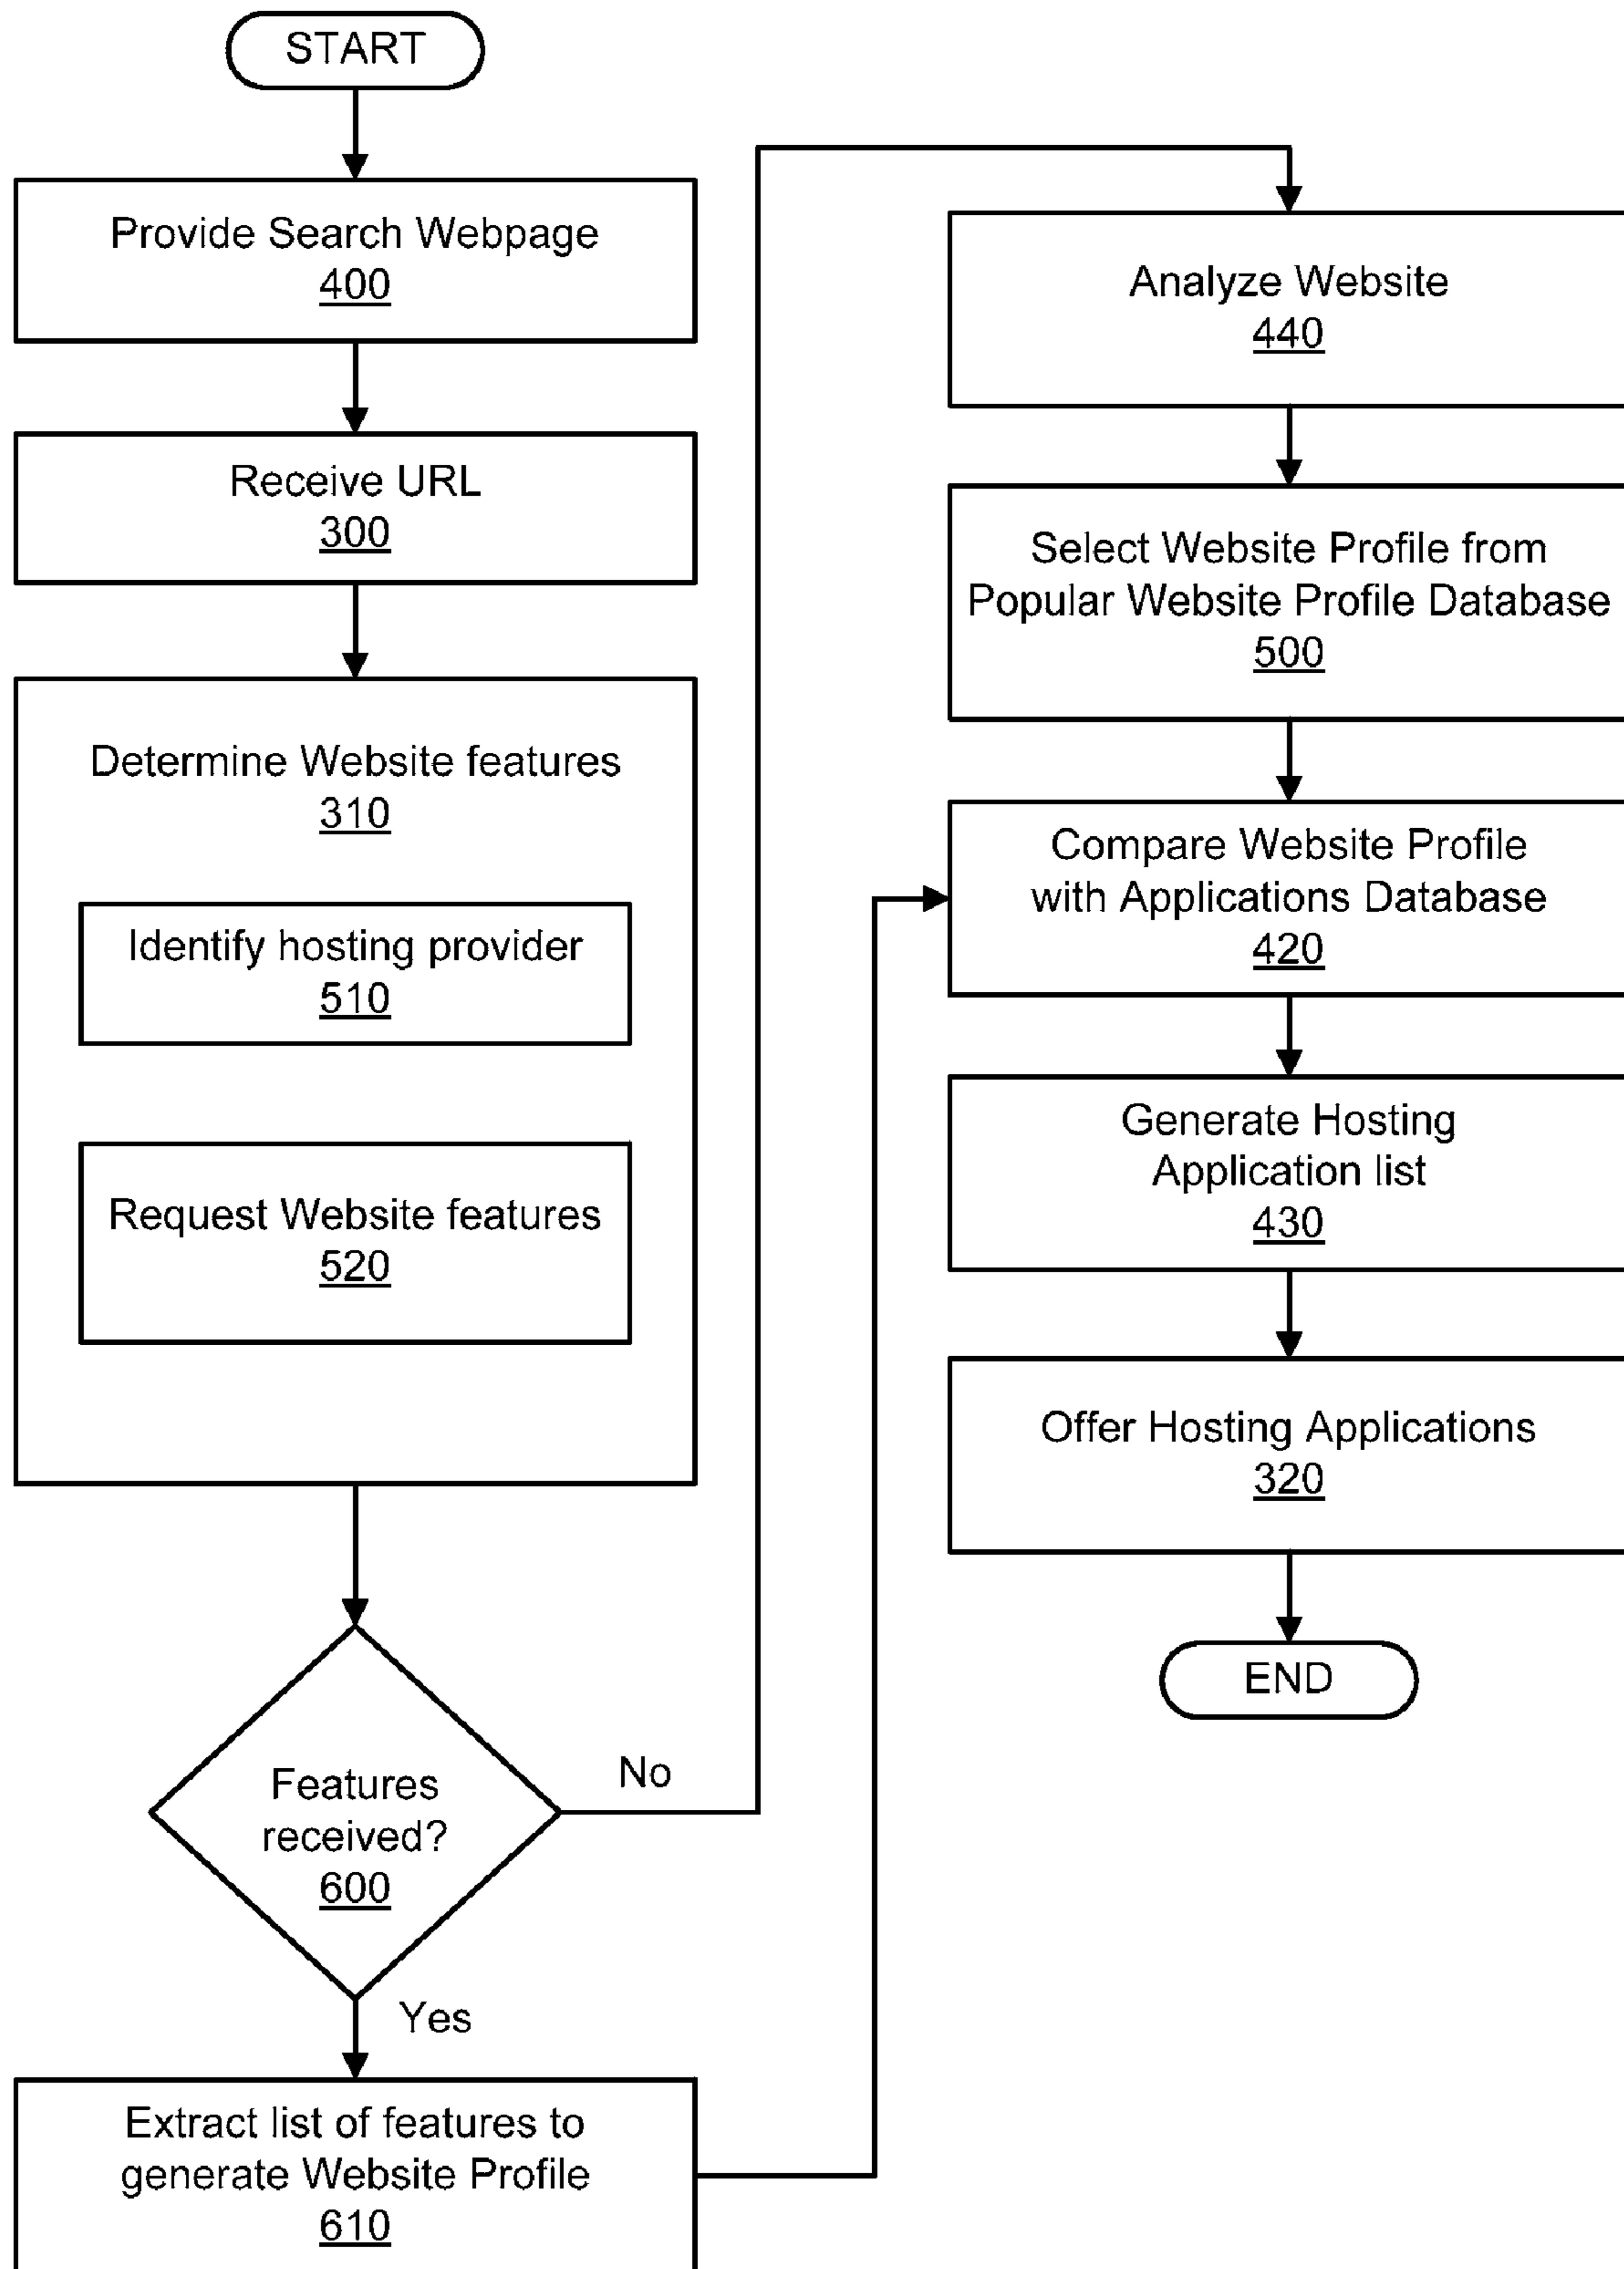 START
Provide Search Webpage
400
Receive URL
300
Determine Website features
310
Identify hosting provider
510
Request Website features
520
Features
received?
600
No
Yes
Extract list of features to
generate Website Profile
610
Analyze Website
440
Select Website Profile from
Popular Website Profile Database
500
Compare Website Profile
with Applications Database
420
Generate Hosting
Application list
430
Offer Hosting Applications
320
END